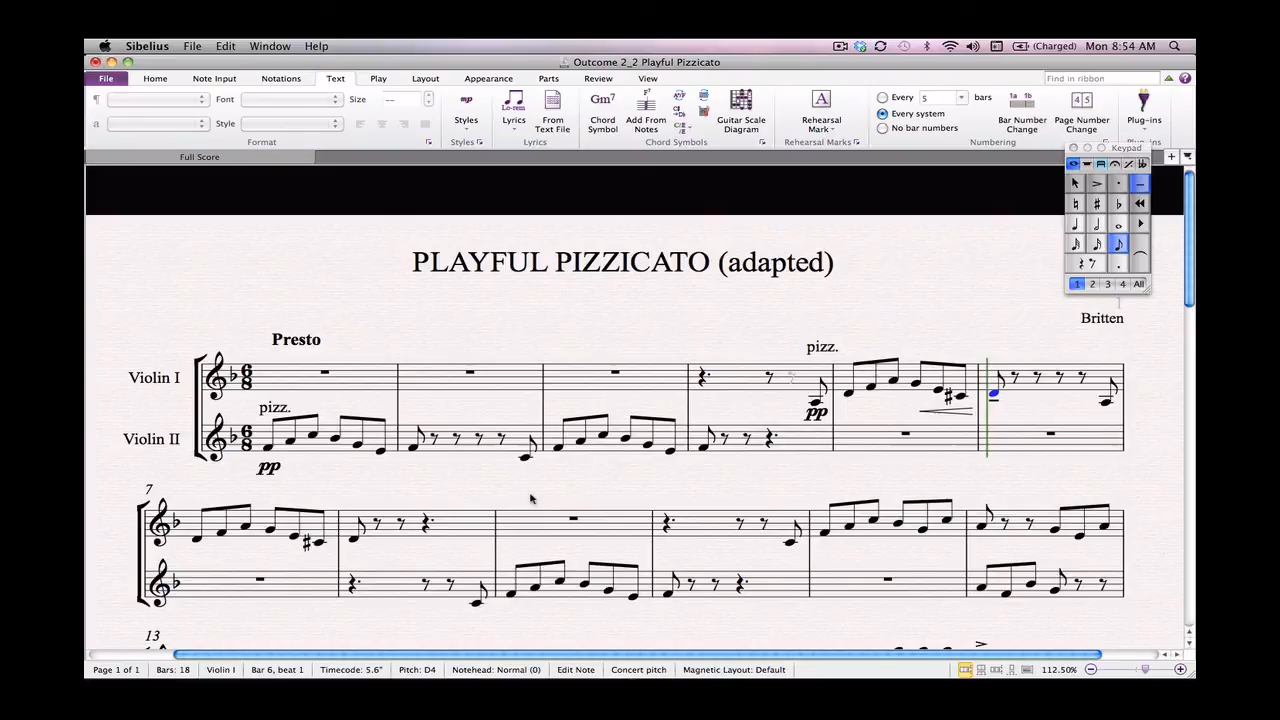 Sibelius File Edit Window Help (Charged) Mon 8:54 AM
Outcome 2_2 Playful Pizzicato
File Home Note Input Notations Text Play Layout Appearance Parts Review View Find in ribbon
Font Size -- Every 5 bars
Style Styles Lyrics From Text File Chord Symbol Add From Notes Guitar Scale Diagram Rehearsal Mark Every system No bar numbers Bar Number Change Page Number Change Plug-ins
Format Styles Lyrics Chord Symbols Rehearsal Marks Numbering Plug-ins
Full Score
Keypad
1 2 3 4 All
PLAYFUL PIZZICATO (adapted)
Britten
Presto
pizz.
Violin I
pp
pizz.
Violin II
pp
7
13
Page 1 of 1 Bars: 18 Violin I Bar 6, beat 1 Timecode: 5.6" Pitch: D4 Notehead: Normal (0) Edit Note Concert pitch Magnetic Layout: Default 112.50%